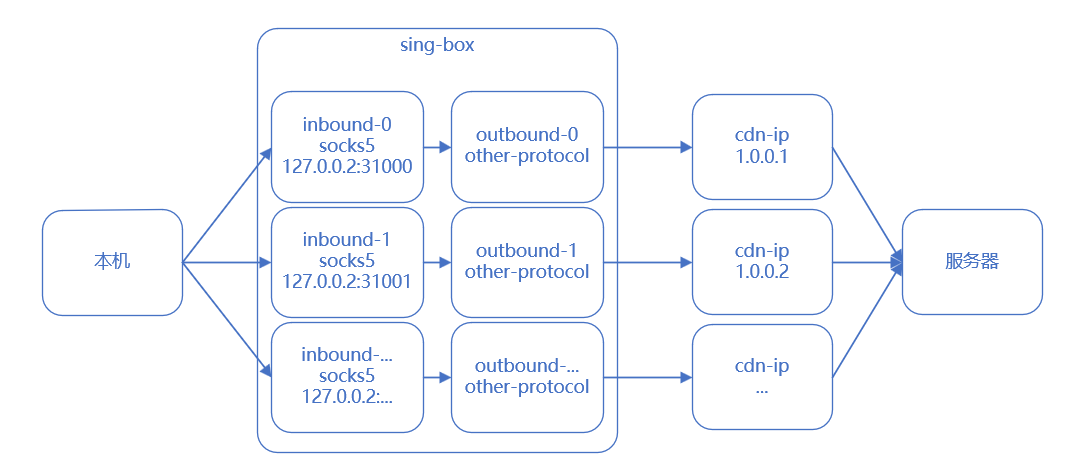 sing-box
本机
inbound-0
socks5
127.0.0.2:31000
outbound-0
other-protocol
cdn-ip
1.0.0.1
inbound-1
socks5
127.0.0.2:31001
outbound-1
other-protocol
cdn-ip
1.0.0.2
inbound-...
socks5
127.0.0.2:...
outbound-...
other-protocol
cdn-ip
...
服务器